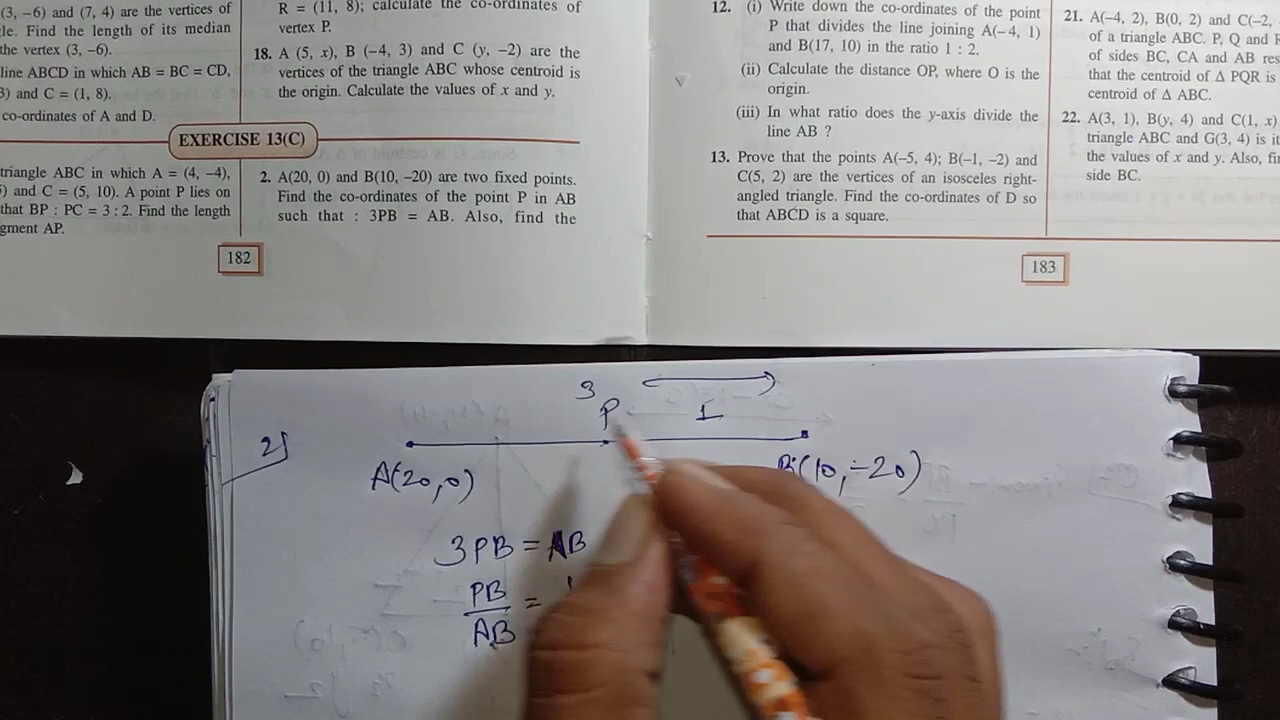 (3, −6) and (7, 4) are the vertices of
le. Find the length of its median
the vertex (3, −6).
line ABCD in which AB = BC = CD,
3) and C = (1, 8).
co-ordinates of A and D.
R = (11, 8); calculate the co-ordinates of
vertex P.
18. A (5, x), B (−4, 3) and C (y, −2) are the
vertices of the triangle ABC whose centroid is
the origin. Calculate the values of x and y.
EXERCISE 13(C)
triangle ABC in which A = (4, −4),
) and C = (5, 10). A point P lies on
that BP : PC = 3 : 2. Find the length
gment AP.
2. A(20, 0) and B(10, −20) are two fixed points.
Find the co-ordinates of the point P in AB
such that : 3PB = AB. Also, find the
182
12. (i) Write down the co-ordinates of the point
P that divides the line joining A(− 4, 1)
and B(17, 10) in the ratio 1 : 2.
(ii) Calculate the distance OP, where O is the
origin.
(iii) In what ratio does the y-axis divide the
line AB ?
13. Prove that the points A(−5, 4); B(−1, −2) and
C(5, 2) are the vertices of an isosceles right-
angled triangle. Find the co-ordinates of D so
that ABCD is a square.
21. A(−4, 2), B(0, 2) and C(−2,
of a triangle ABC. P, Q and R
of sides BC, CA and AB res
that the centroid of Δ PQR is
centroid of Δ ABC.
22. A(3, 1), B(y, 4) and C(1, x)
triangle ABC and G(3, 4) is it
the values of x and y. Also, fi
side BC.
183
2)
3
P
1
A(20, 0)
B(10, −20)
3PB = AB
PB
AB
=